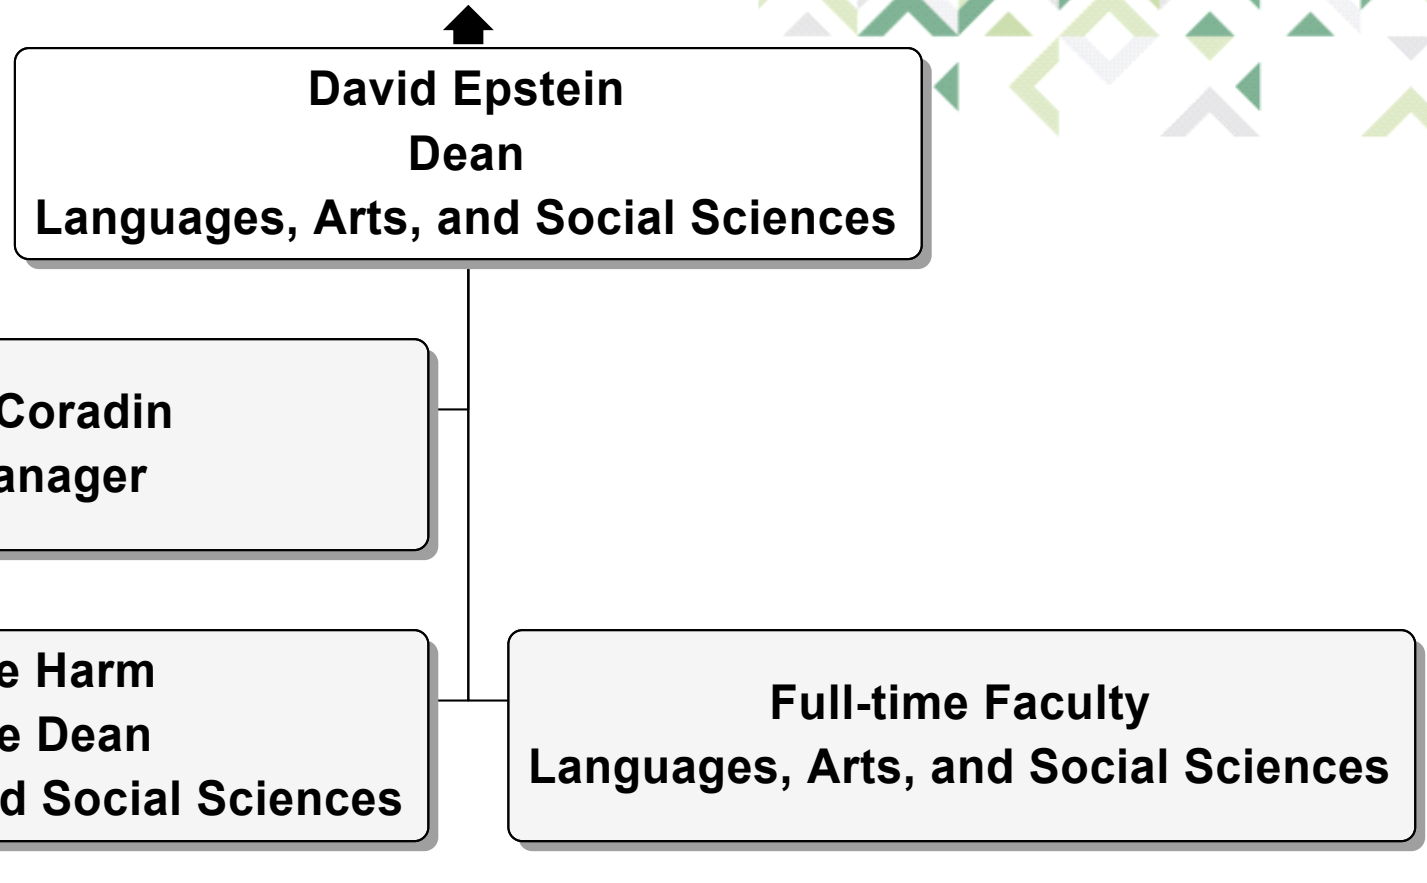 David Epstein
Dean
Languages, Arts, and Social Sciences
Coradin
anager
e Harm
e Dean
d Social Sciences
Full-time Faculty
Languages, Arts, and Social Sciences